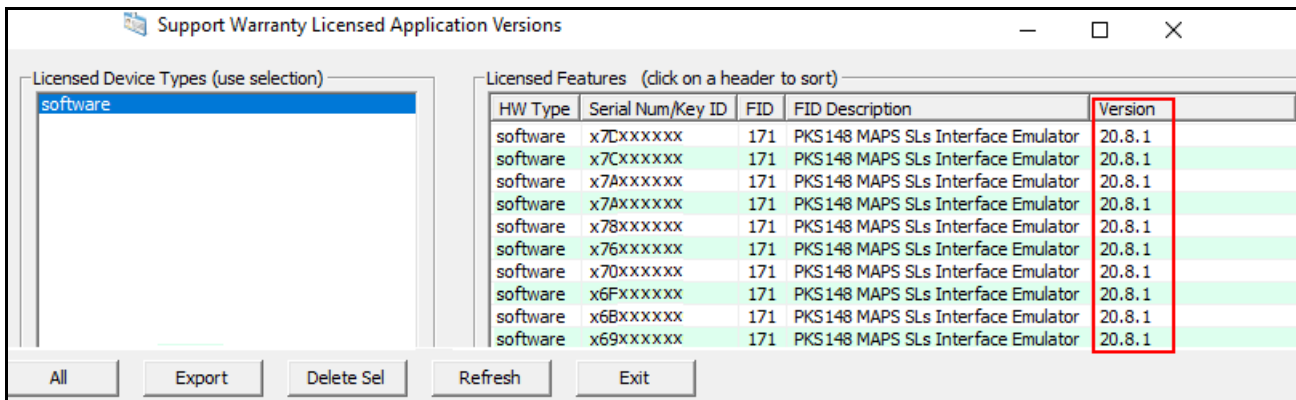 Support Warranty Licensed Application Versions
Licensed Device Types (use selection)
software
Licensed Features (click on a header to sort)
HW Type Serial Num/Key ID FID FID Description Version
software x7Dxxxxxx 171 PKS148 MAPS SLs Interface Emulator 20.8.1
software x7Cxxxxxx 171 PKS148 MAPS SLs Interface Emulator 20.8.1
software x7Axxxxxx 171 PKS148 MAPS SLs Interface Emulator 20.8.1
software x7Axxxxxx 171 PKS148 MAPS SLs Interface Emulator 20.8.1
software x78xxxxxx 171 PKS148 MAPS SLs Interface Emulator 20.8.1
software x76xxxxxx 171 PKS148 MAPS SLs Interface Emulator 20.8.1
software x70xxxxxx 171 PKS148 MAPS SLs Interface Emulator 20.8.1
software x6Fxxxxxx 171 PKS148 MAPS SLs Interface Emulator 20.8.1
software x6Bxxxxxx 171 PKS148 MAPS SLs Interface Emulator 20.8.1
software x69xxxxxx 171 PKS148 MAPS SLs Interface Emulator 20.8.1
All Export Delete Sel Refresh Exit